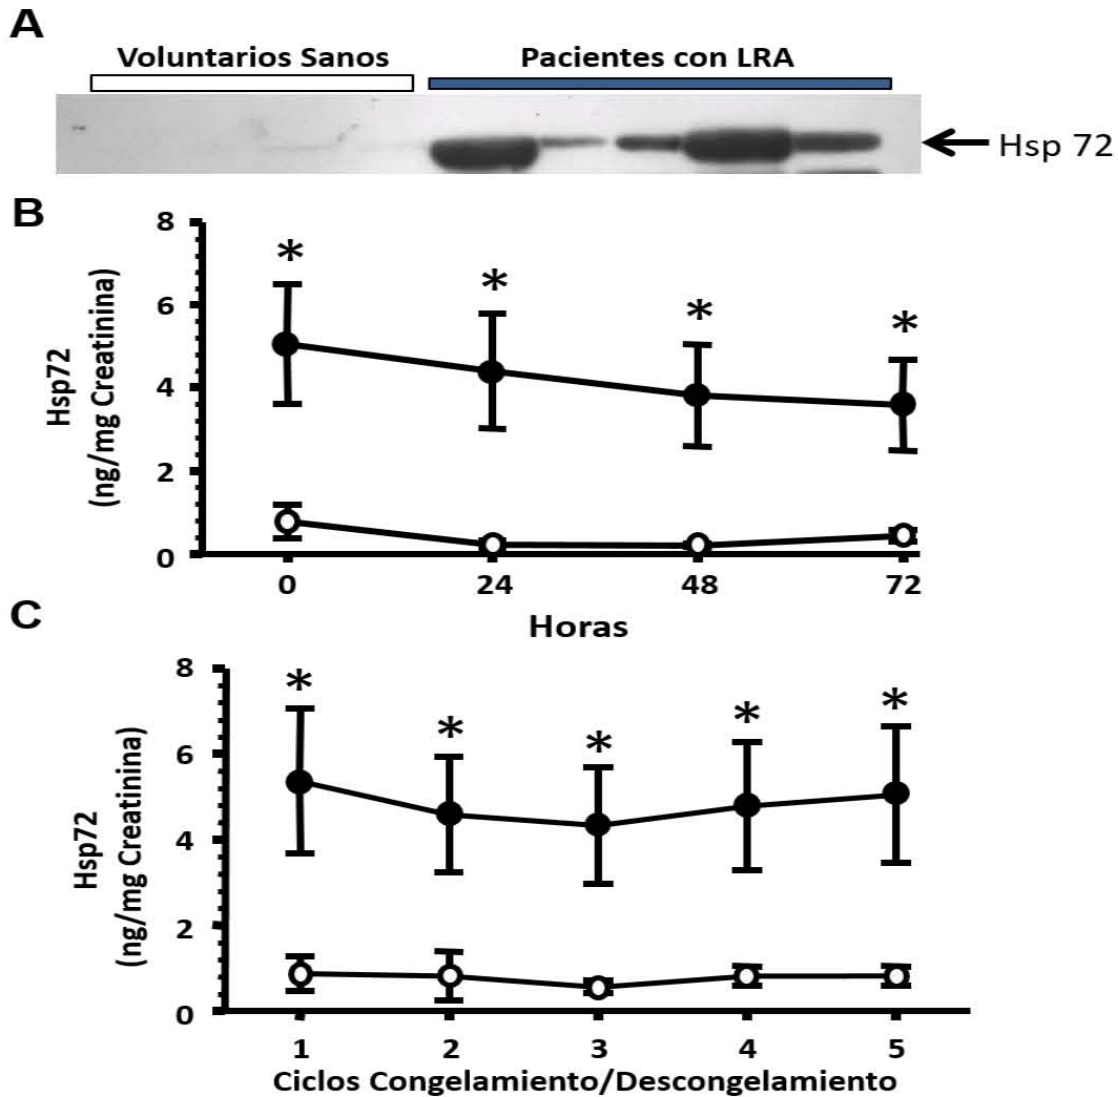 A
Voluntarios Sanos
Pacientes con LRA
Hsp 72
B
Hsp72
(ng/mg Creatinina)
8
6
4
2
0
*
*
*
*
0 24 48 72
Horas
C
Hsp72
(ng/mg Creatinina)
8
6
4
2
0
*
*
*
*
*
1 2 3 4 5
Ciclos Congelamiento/Descongelamiento